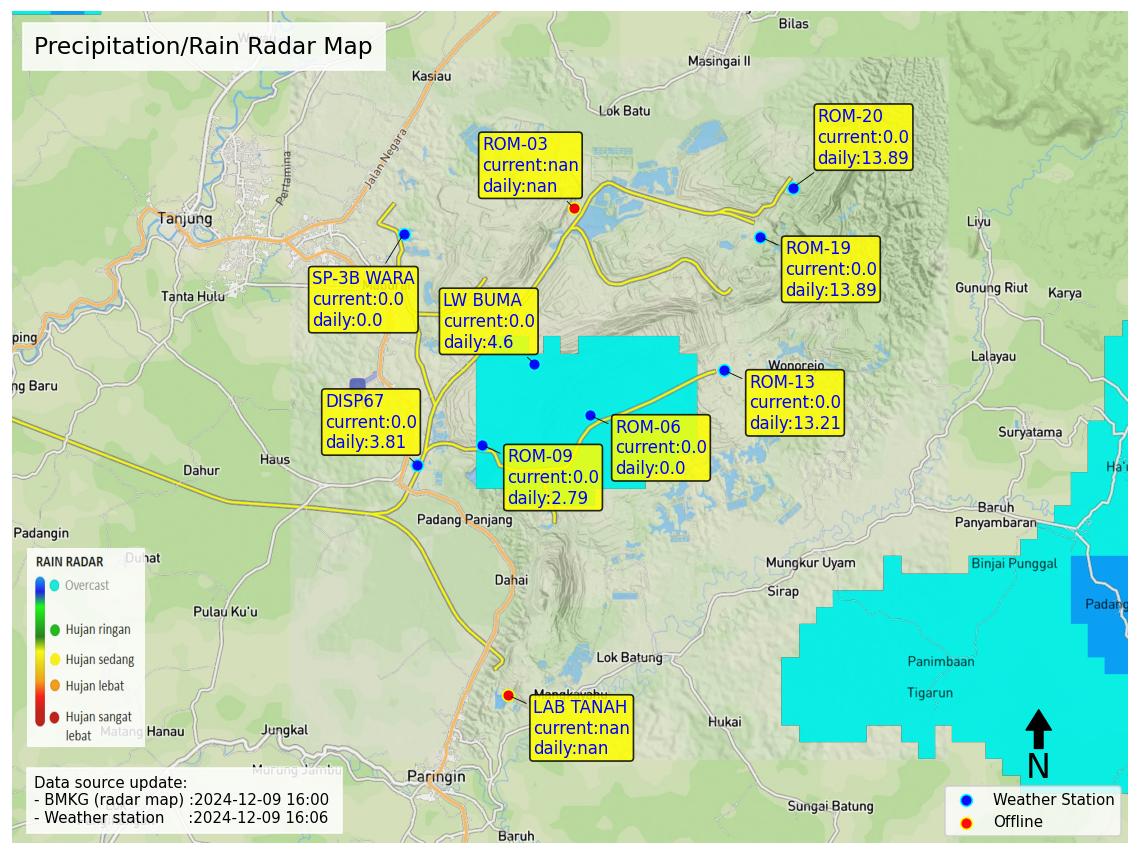 Precipitation/Rain Radar Map
Bilas
Masingai II
Kasiau
Lok Batu
Jalan Negara
Pertamina
Tanjung
Tanta Hulu
ROM-03
current:nan
daily:nan
ROM-20
current:0.0
daily:13.89
ROM-19
current:0.0
daily:13.89
SP-3B WARA
current:0.0
daily:0.0
LW BUMA
current:0.0
daily:4.6
Liyu
Gunung Riut
Karya
Lalayau
Wonorejo
ROM-13
current:0.0
daily:13.21
DISP67
current:0.0
daily:3.81
ROM-06
current:0.0
daily:0.0
ROM-09
current:0.0
daily:2.79
ping
ng Baru
Suryatama
Ha'u
Haus
Dahur
Padang Panjang
Baruh
Panyambaran
Padangin
Duhat
Binjai Punggal
Mungkur Uyam
Sirap
Dahai
Pulau Ku'u
Padang
Lok Batung
Panimbaan
Tigarun
Mangkayahu
LAB TANAH
current:nan
daily:nan
Hukai
RAIN RADAR
Overcast
Hujan ringan
Hujan sedang
Hujan lebat
Hujan sangat
lebat
Matang Hanau
Jungkal
Murung Jambu
Paringin
Sungai Batung
Baruh
N
Data source update:
- BMKG (radar map) :2024-12-09 16:00
- Weather station :2024-12-09 16:06
Weather Station
Offline